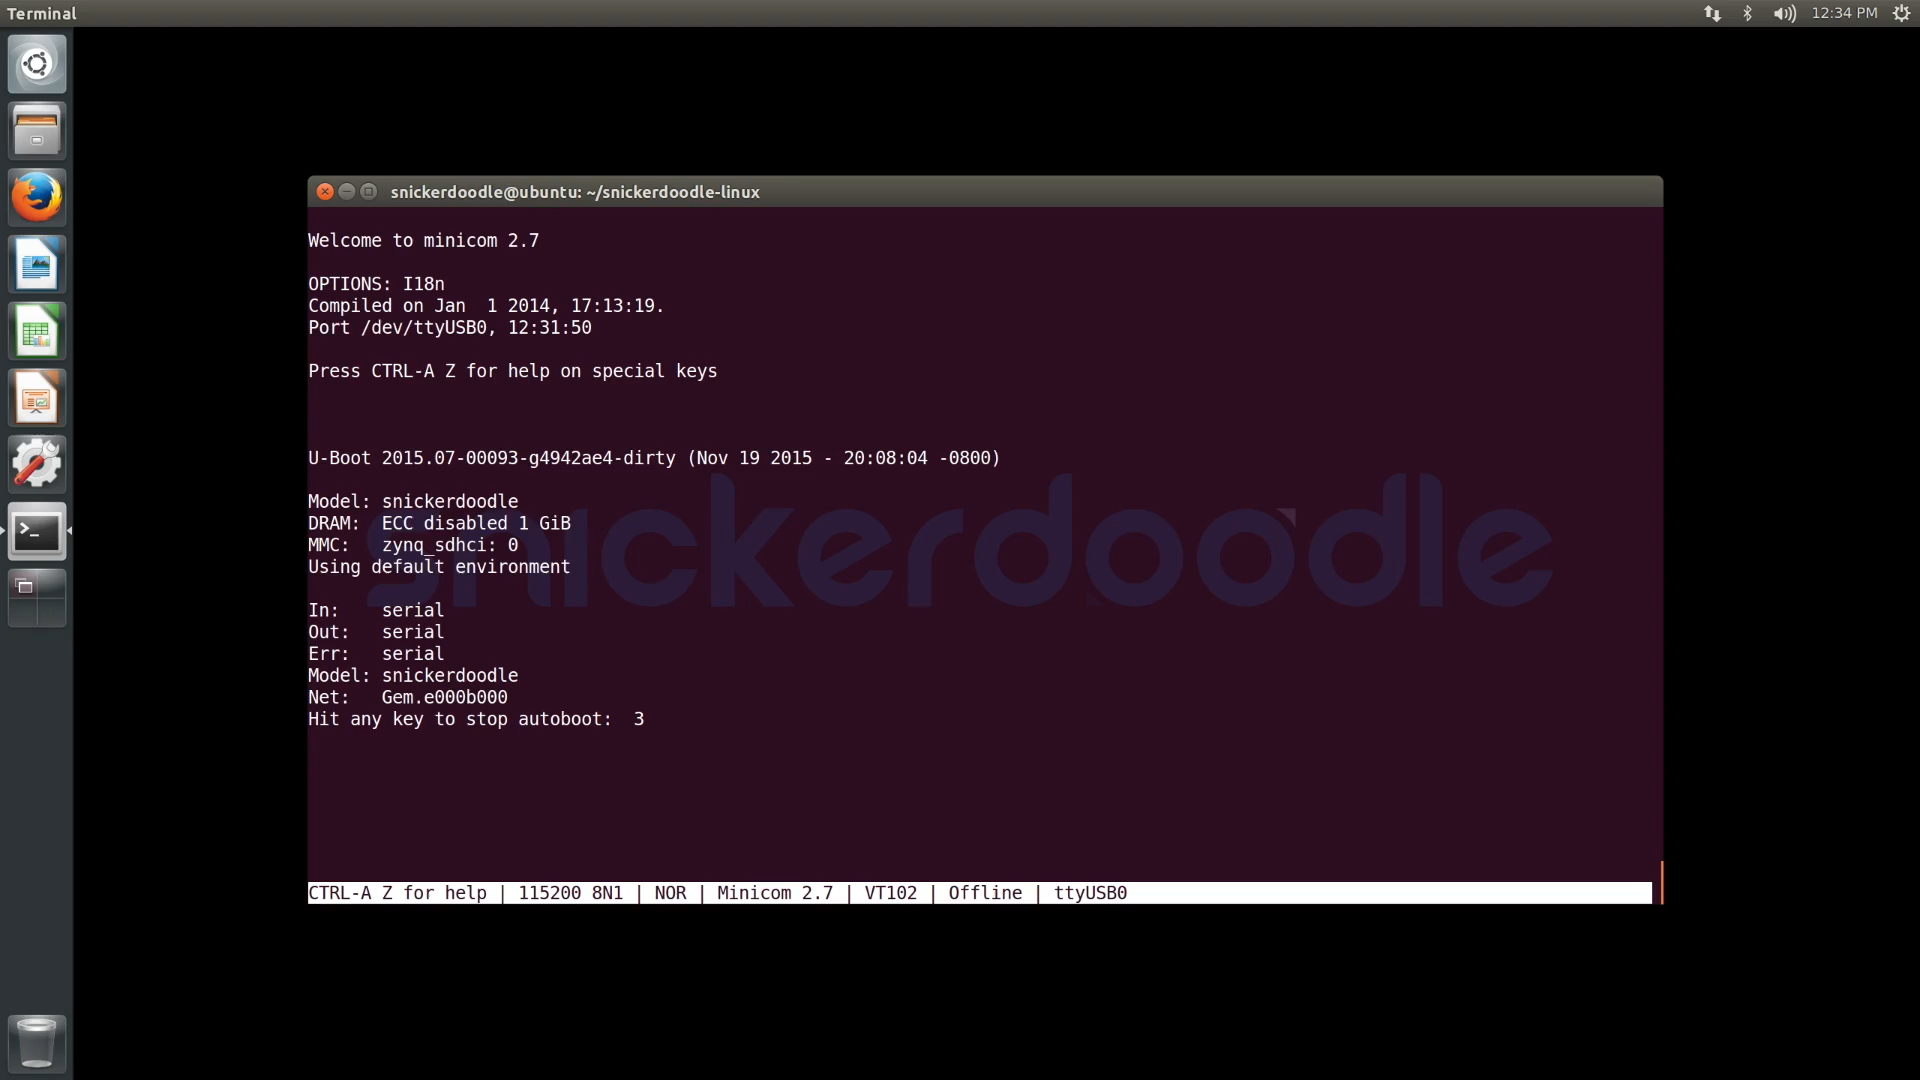 Terminal
12:34 PM
snickerdoodle@ubuntu: ~/snickerdoodle-linux
Welcome to minicom 2.7
OPTIONS: I18n
Compiled on Jan  1 2014, 17:13:19.
Port /dev/ttyUSB0, 12:31:50
Press CTRL-A Z for help on special keys
U-Boot 2015.07-00093-g4942ae4-dirty (Nov 19 2015 - 20:08:04 -0800)
Model: snickerdoodle
DRAM:  ECC disabled 1 GiB
MMC:   zynq_sdhci: 0
Using default environment
snickerdoodle
In:    serial
Out:   serial
Err:   serial
Model: snickerdoodle
Net:   Gem.e000b000
Hit any key to stop autoboot:  3
CTRL-A Z for help | 115200 8N1 | NOR | Minicom 2.7 | VT102 | Offline | ttyUSB0